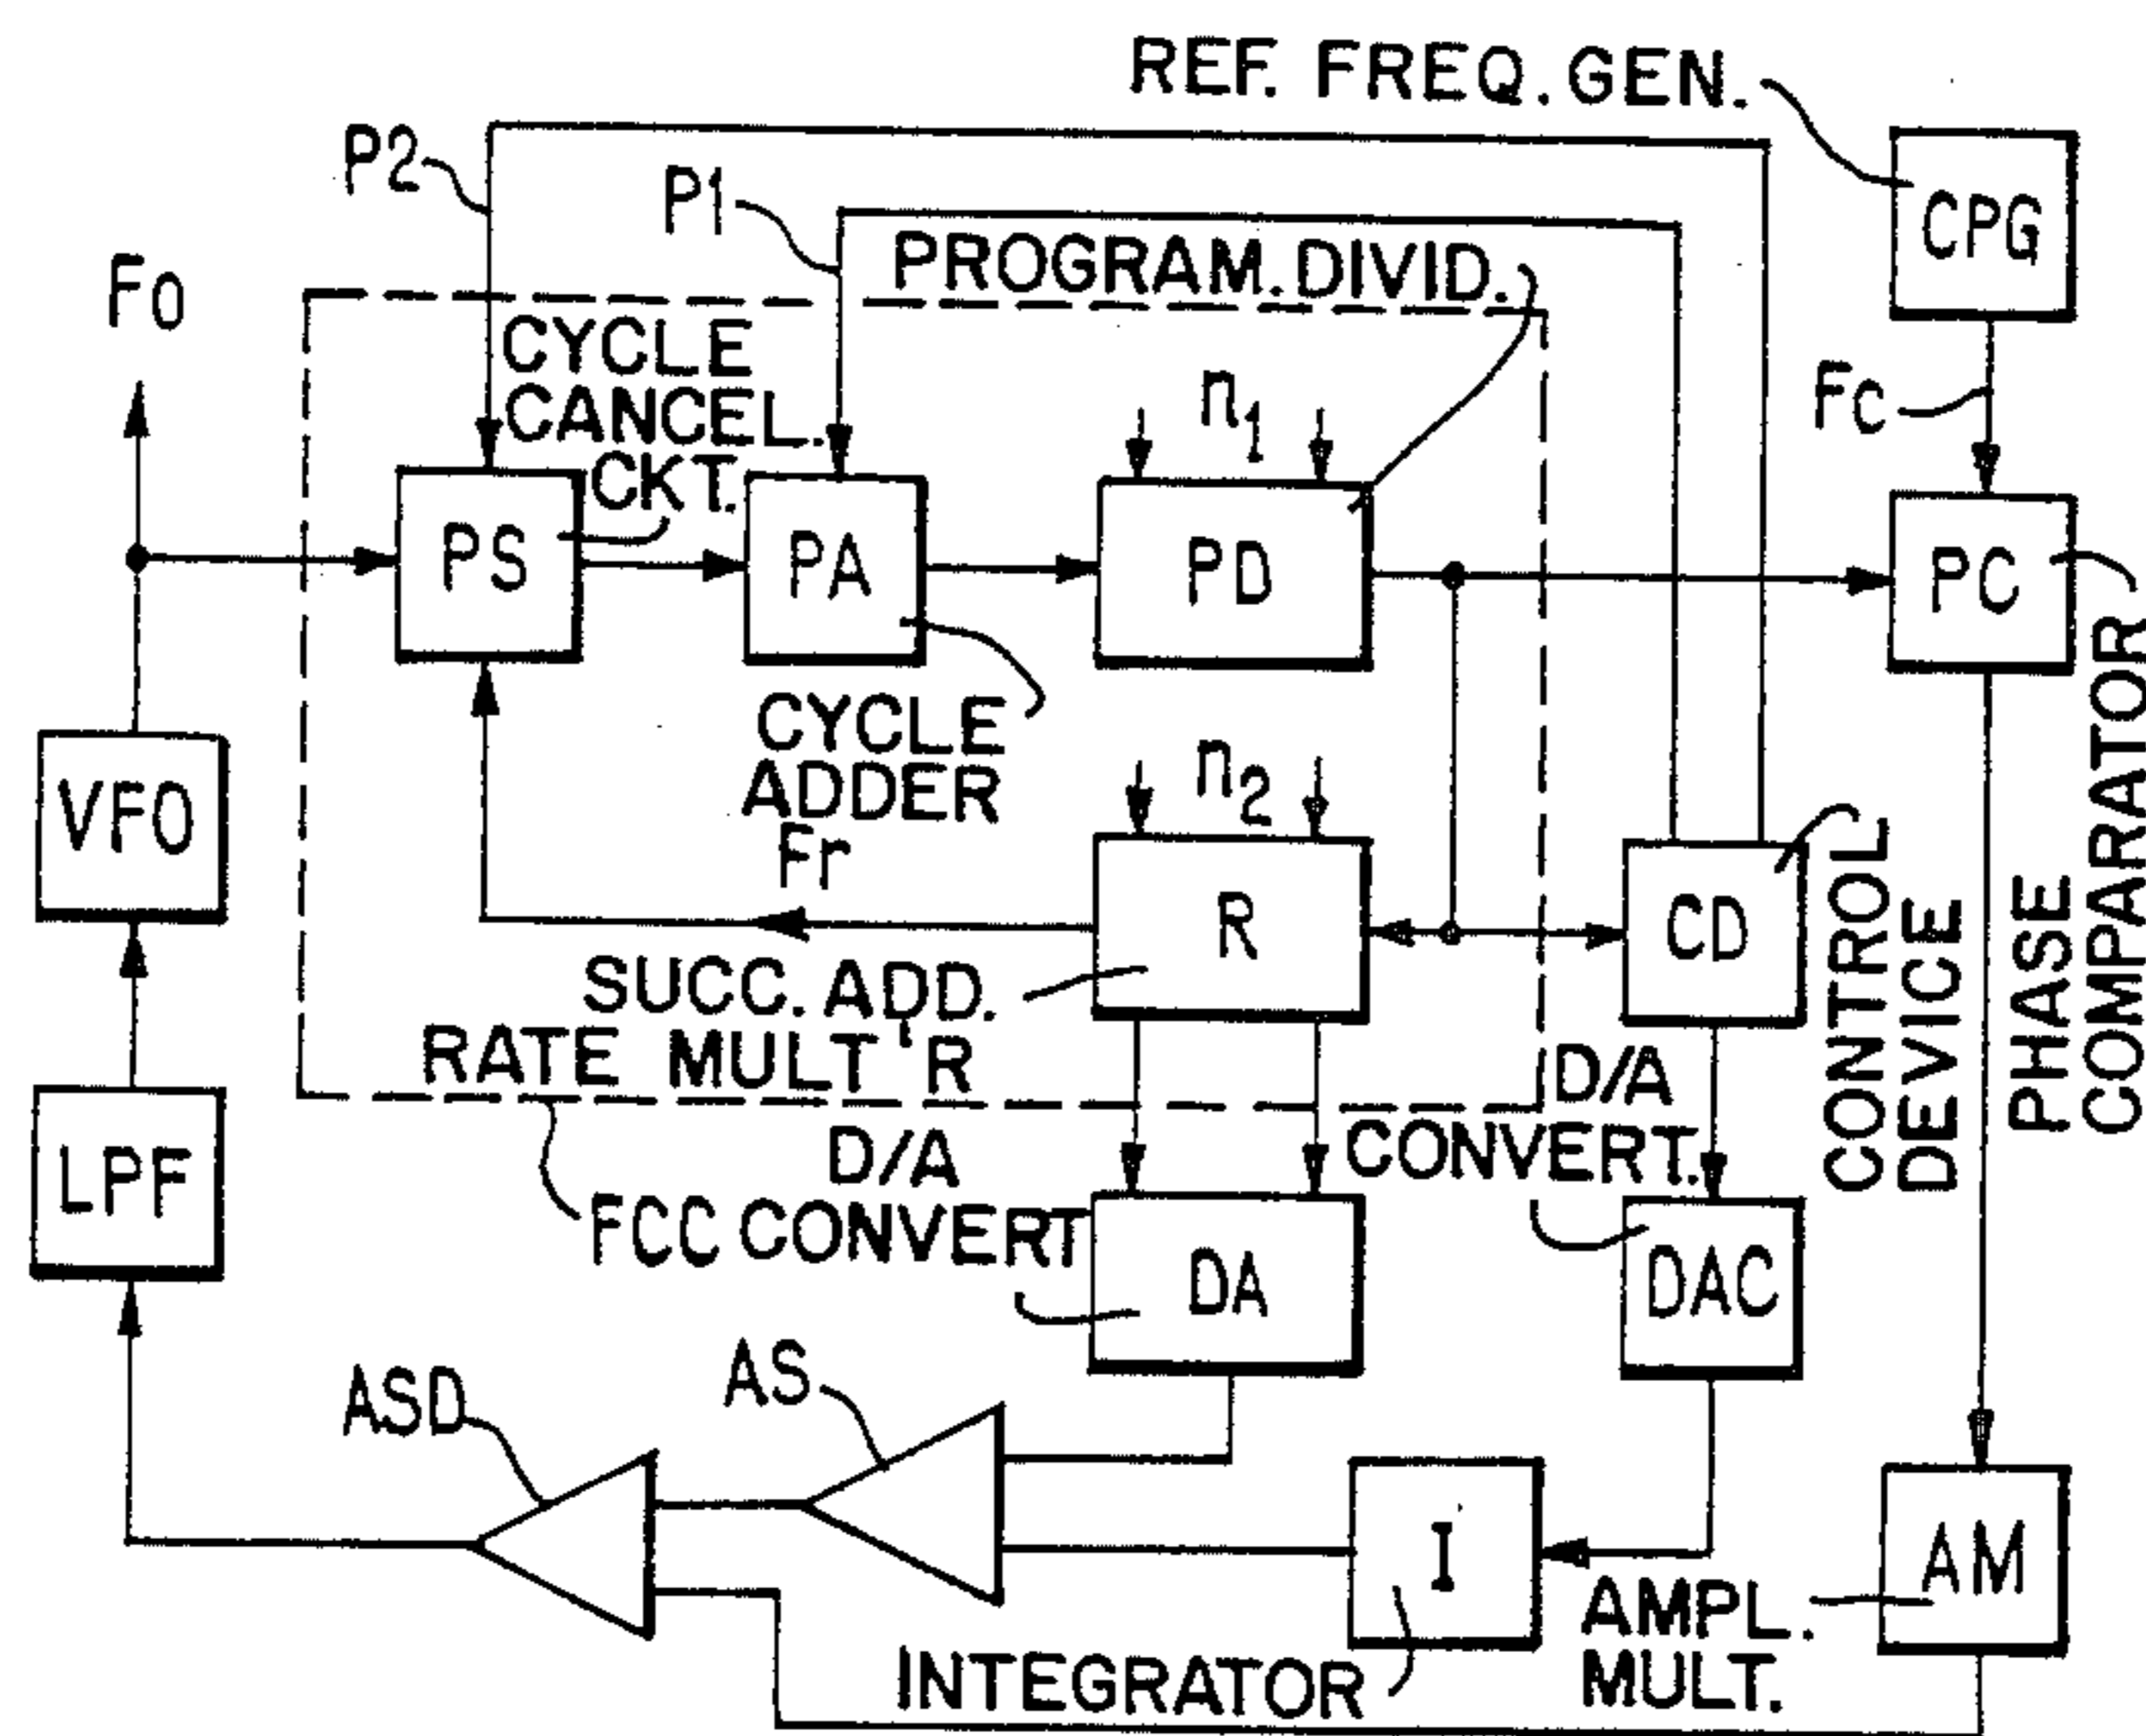 REF. FREQ. GEN.
P2
P1
CPG
PROGRAM. DIVID.
Fo
CYCLE
CANCEL.
CKT.
n1
Fc
PS
PA
PD
PC
CYCLE
ADDER
n2
VFO
Fr
R
CD
CONTROL
DEVICE
PHASE
COMPARATOR
SUCC. ADD.
RATE MULT'R
D/A
CONVERT.
LPF
D/A
FCC CONVERT
DA
DAC
ASD
AS
I
AM
AMPL.
MULT.
INTEGRATOR